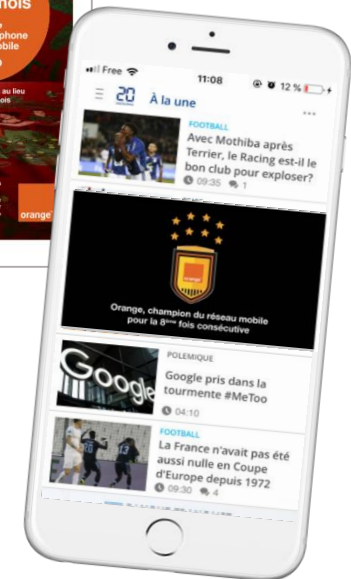 nois
phone
bile
au lieu
ois
orange
Free
11:08
12 %
20
À la une
FOOTBALL
Avec Mothiba après
Terrier, le Racing est-il le
bon club pour exploser?
09:35 1
orange
Orange, champion du réseau mobile
pour la 8ème fois consécutive
Google
POLEMIQUE
Google pris dans la
tourmente #MeToo
04:10
FOOTBALL
La France n'avait pas été
aussi nulle en Coupe
d'Europe depuis 1972
09:30 4